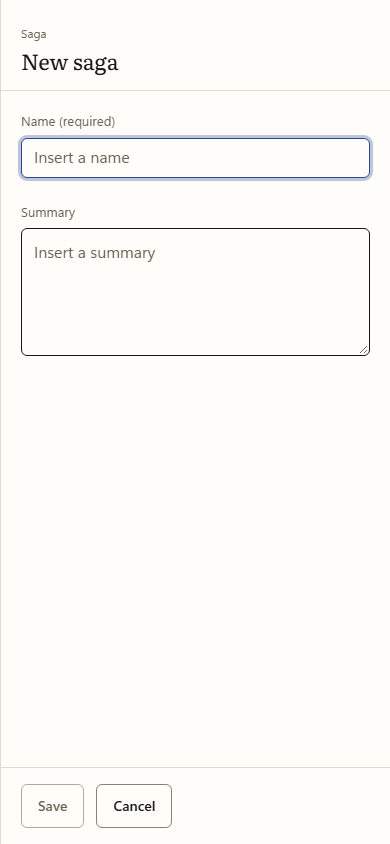 Saga
New saga
Name (required)
Insert a name
Summary
Insert a summary
Save
Cancel